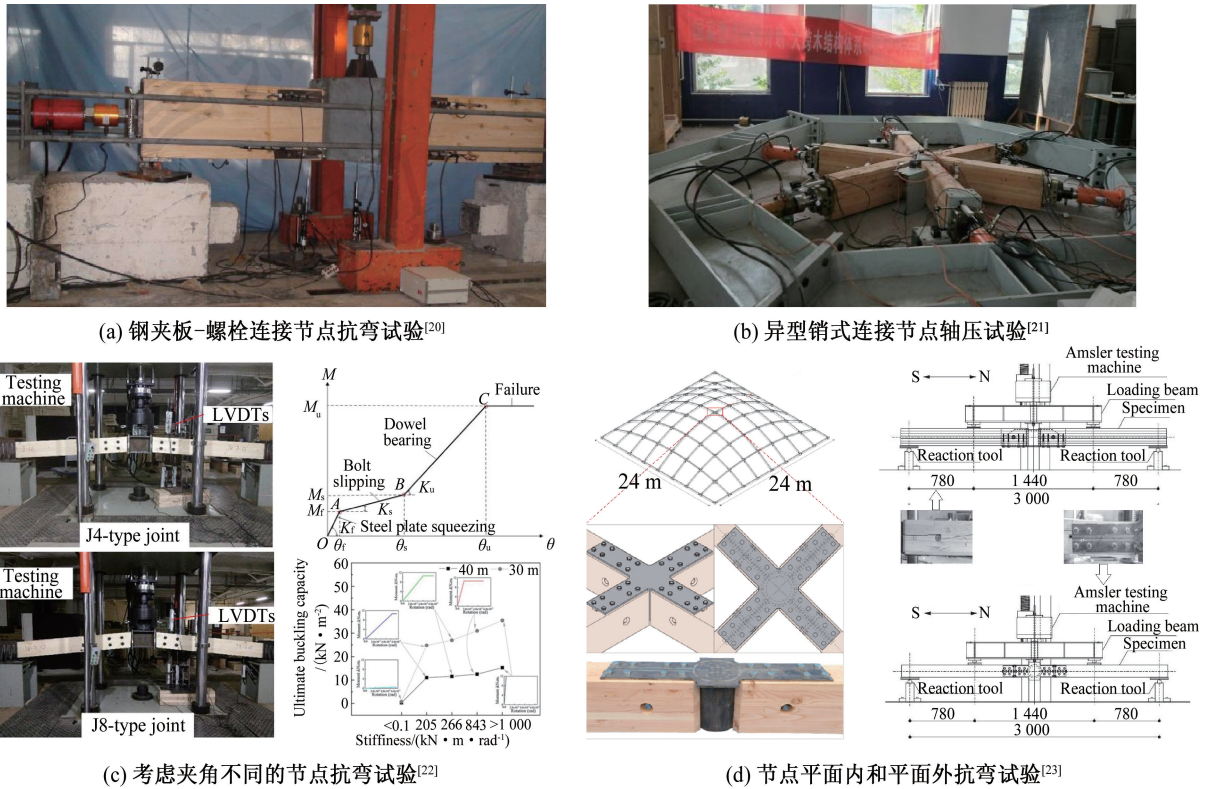 大跨木结构体系
(a) 钢夹板-螺栓连接节点抗弯试验[20]
(b) 异型销式连接节点轴压试验[21]
Testing
machine
LVDTs
J4-type joint
Testing
machine
LVDTs
J8-type joint
M
Mu
Ms
Mf
Failure
C
Dowel
bearing
Bolt
slipping
B
Ku
A
Ks
Kf
Steel plate squeezing
O
θf
θs
θu
θ
Ultimate buckling capacity
/(kN·m-2)
60
50
40
30
20
10
0
40 m
30 m
<0.1 205 266 843 >1 000
Stiffness/(kN·m·rad-1)
(c) 考虑夹角不同的节点抗弯试验[22]
24 m
24 m
Amsler testing
machine
S
N
Loading beam
Specimen
Reaction tool
Reaction tool
780
1 440
780
3 000
Amsler testing
machine
S
N
Loading beam
Specimen
Reaction tool
Reaction tool
780
1 440
780
3 000
(d) 节点平面内和平面外抗弯试验[23]